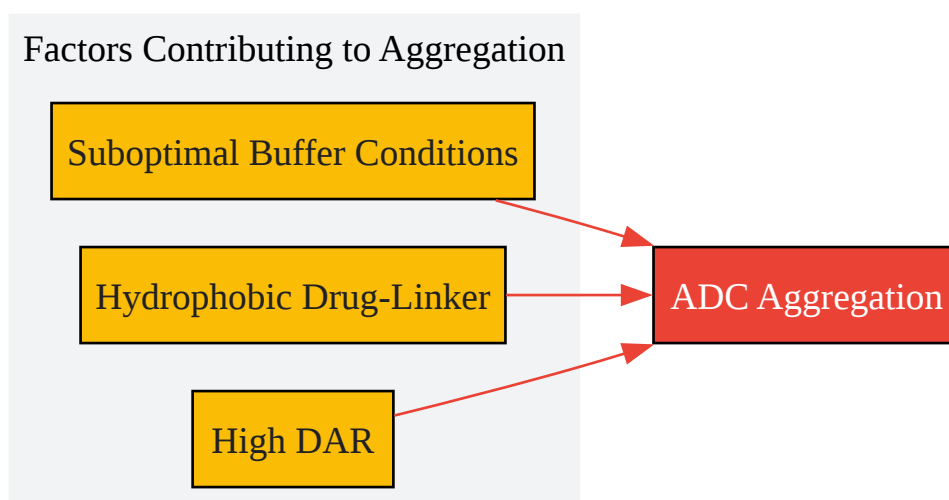 Factors Contributing to Aggregation
Suboptimal Buffer Conditions
Hydrophobic Drug-Linker
ADC Aggregation
High DAR